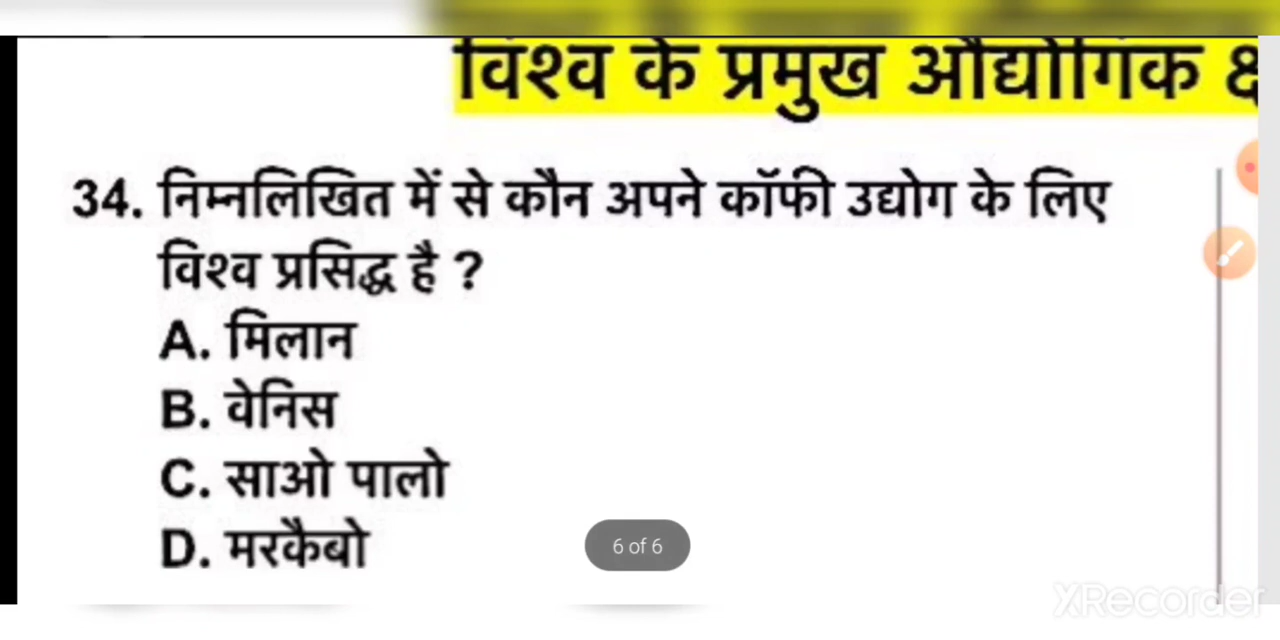 विश्व के प्रमुख औद्योगिक
34. निम्नलिखित में से कौन अपने कॉफी उद्योग के लिए
विश्व प्रसिद्ध है ?
A. मिलान
B. वेनिस
C. साओ पालो
D. मरकैबो
6 of 6
XRecorder